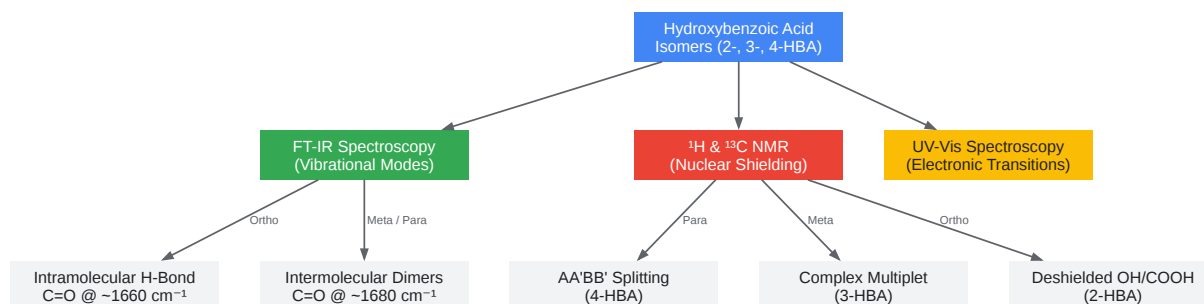 Hydroxybenzoic Acid
Isomers (2-, 3-, 4-HBA)
FT-IR Spectroscopy
(Vibrational Modes)
¹H & ¹³C NMR
(Nuclear Shielding)
UV-Vis Spectroscopy
(Electronic Transitions)
Ortho
Meta / Para
Para
Meta
Ortho
Intramolecular H-Bond
C=O @ ~1660 cm⁻¹
Intermolecular Dimers
C=O @ ~1680 cm⁻¹
AA'BB' Splitting
(4-HBA)
Complex Multiplet
(3-HBA)
Deshielded OH/COOH
(2-HBA)